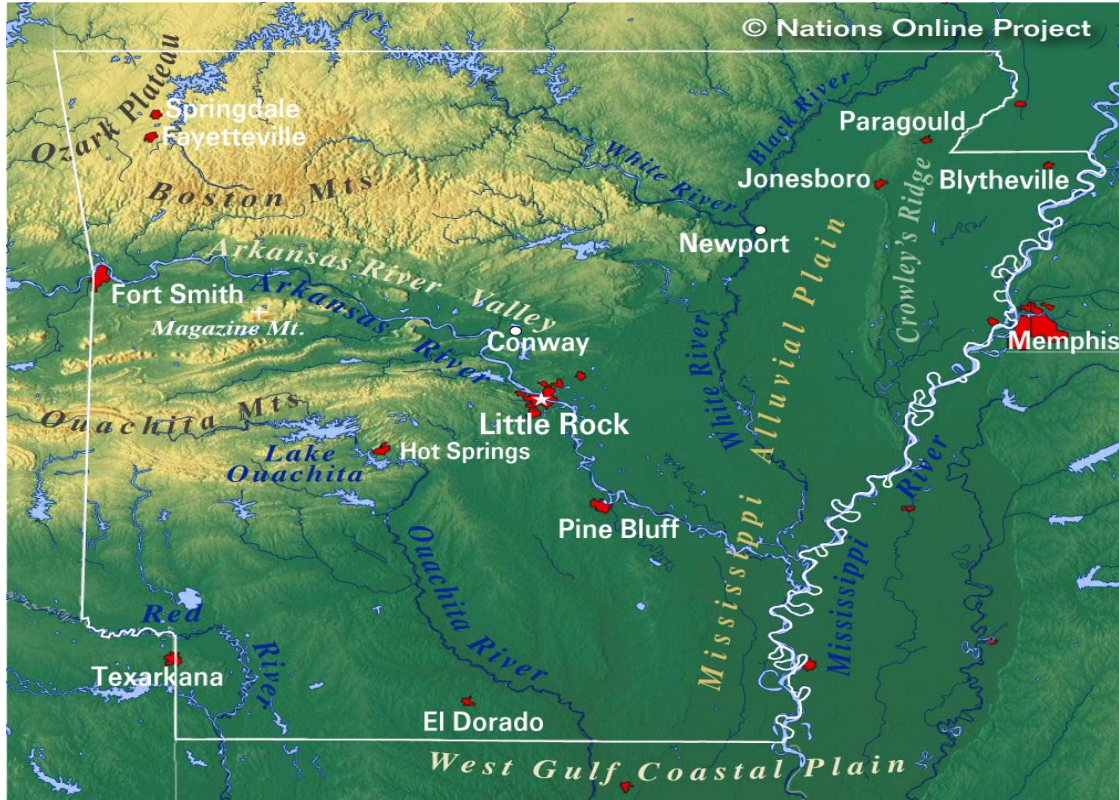 © Nations Online Project
Ozark Plateau
Springdale
Fayetteville
Boston Mts.
White River
Black River
Paragould
Jonesboro
Blytheville
Crowley's Ridge
Newport
Arkansas River Valley
Fort Smith
Arkansas River
Magazine Mt.
Conway
Memphis
White River
Mississippi Alluvial Plain
Little Rock
Ouachita Mts.
Hot Springs
Lake
Ouachita
Pine Bluff
Ouachita River
Mississippi River
Red River
Texarkana
El Dorado
West Gulf Coastal Plain